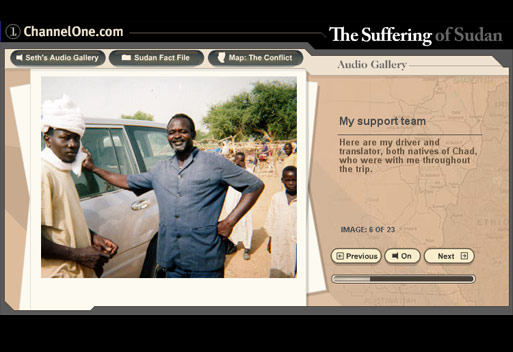 1 ChannelOne.com
The Suffering of Sudan
Seth's Audio Gallery
Sudan Fact File
Map: The Conflict
Audio Gallery
My support team
Here are my driver and
translator, both natives of Chad,
who were with me throughout
the trip.
IMAGE: 6 OF 23
Previous
On
Next